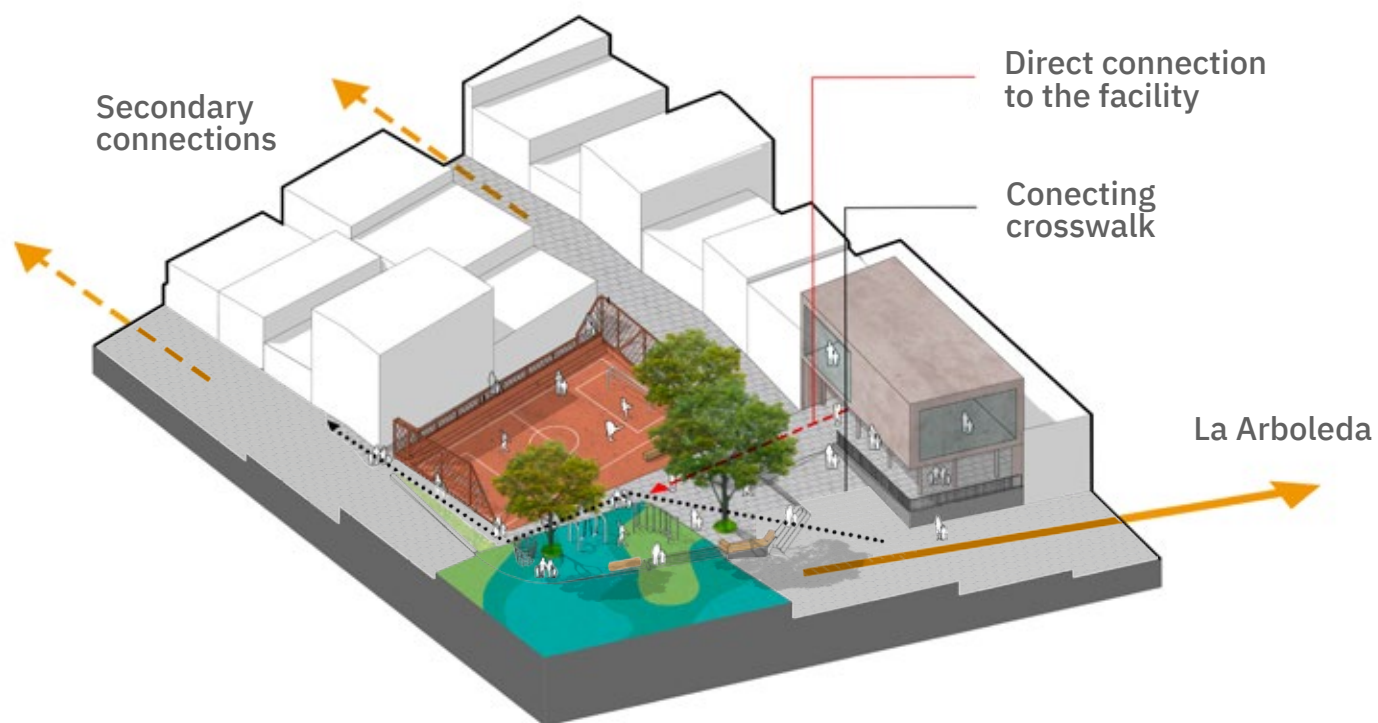 Secondary
connections
Direct connection
to the facility
Conecting
crosswalk
La Arboleda